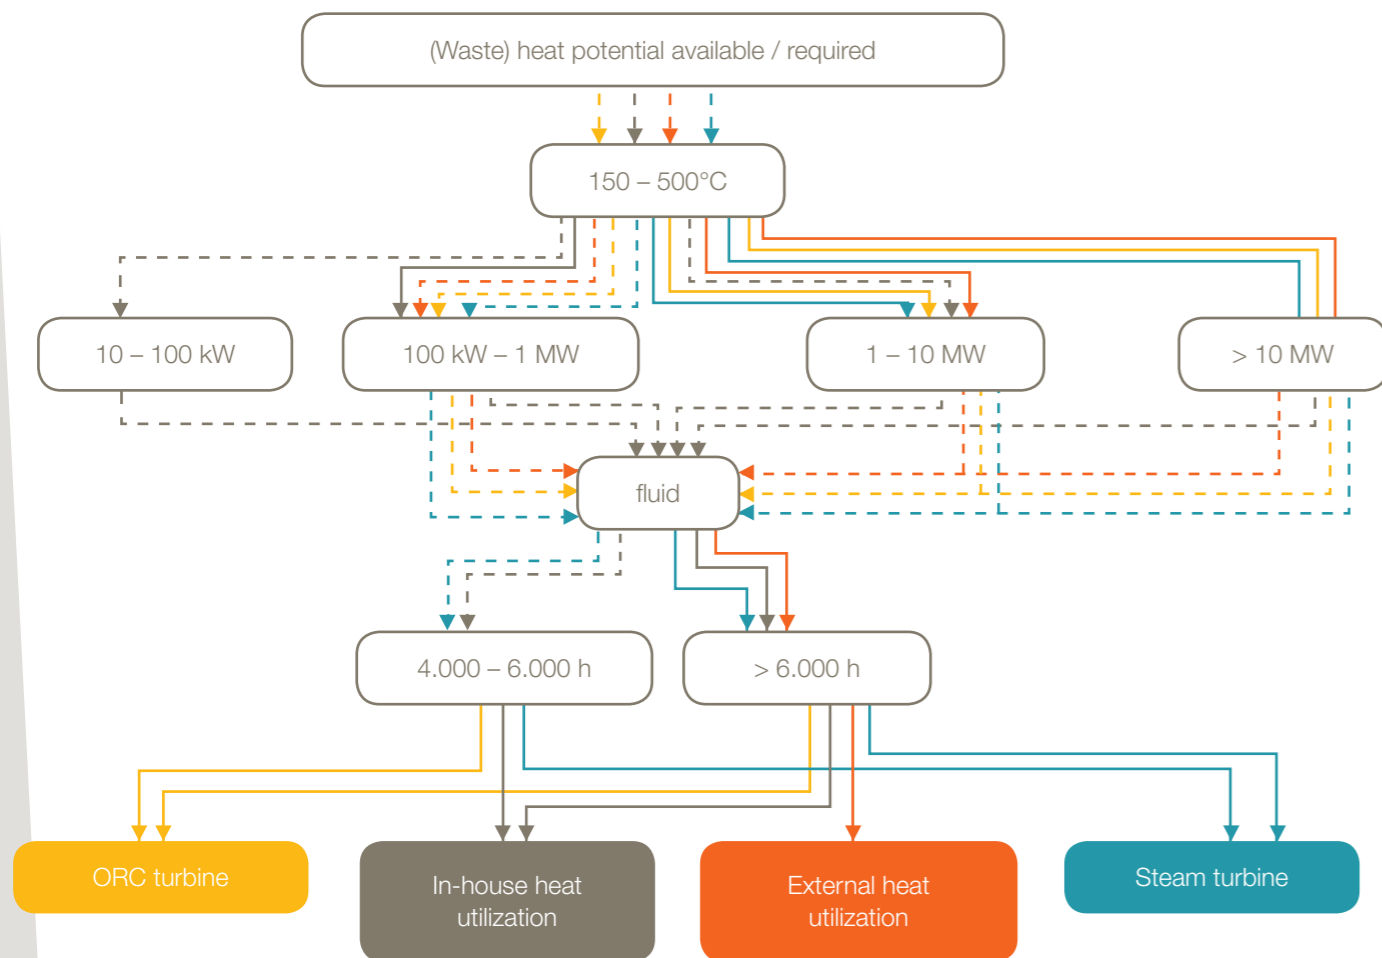 (Waste) heat potential available / required
150 – 500°C
10 – 100 kW
100 kW – 1 MW
1 – 10 MW
> 10 MW
fluid
4.000 – 6.000 h
> 6.000 h
ORC turbine
In-house heat
utilization
External heat
utilization
Steam turbine